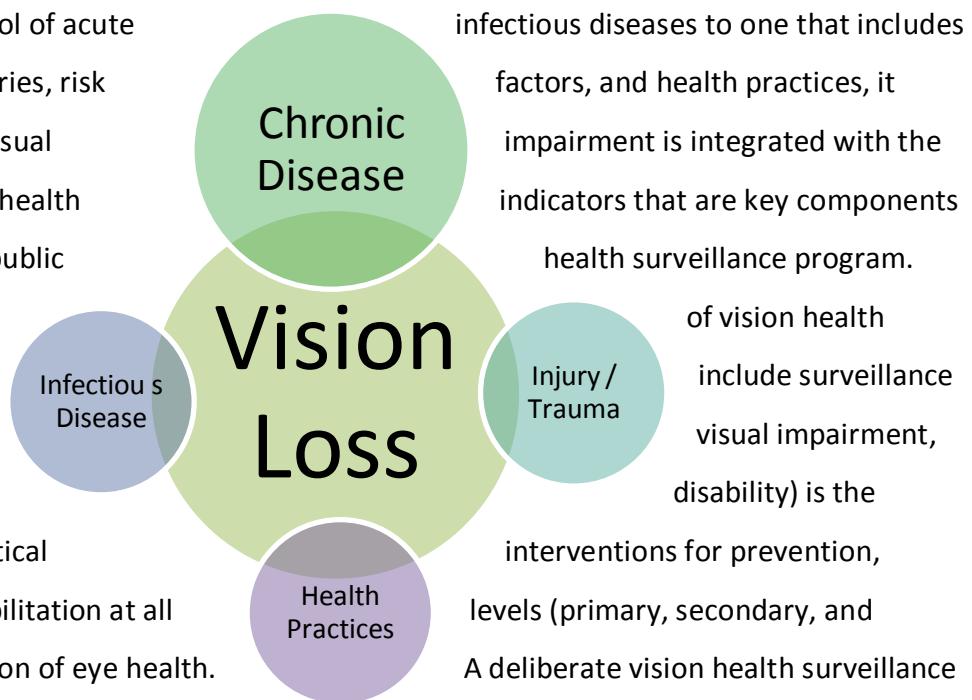 ol of acute infectious diseases to one that includes
ries, risk factors, and health practices, it
sual impairment is integrated with the
health indicators that are key components
public health surveillance program.
of vision health
include surveillance
visual impairment,
disability) is the
tical interventions for prevention,
ilitation at all levels (primary, secondary, and
on of eye health. A deliberate vision health surveillance
Chronic
Disease
Vision
Loss
Infectiou s
Disease
Injury /
Trauma
Health
Practices